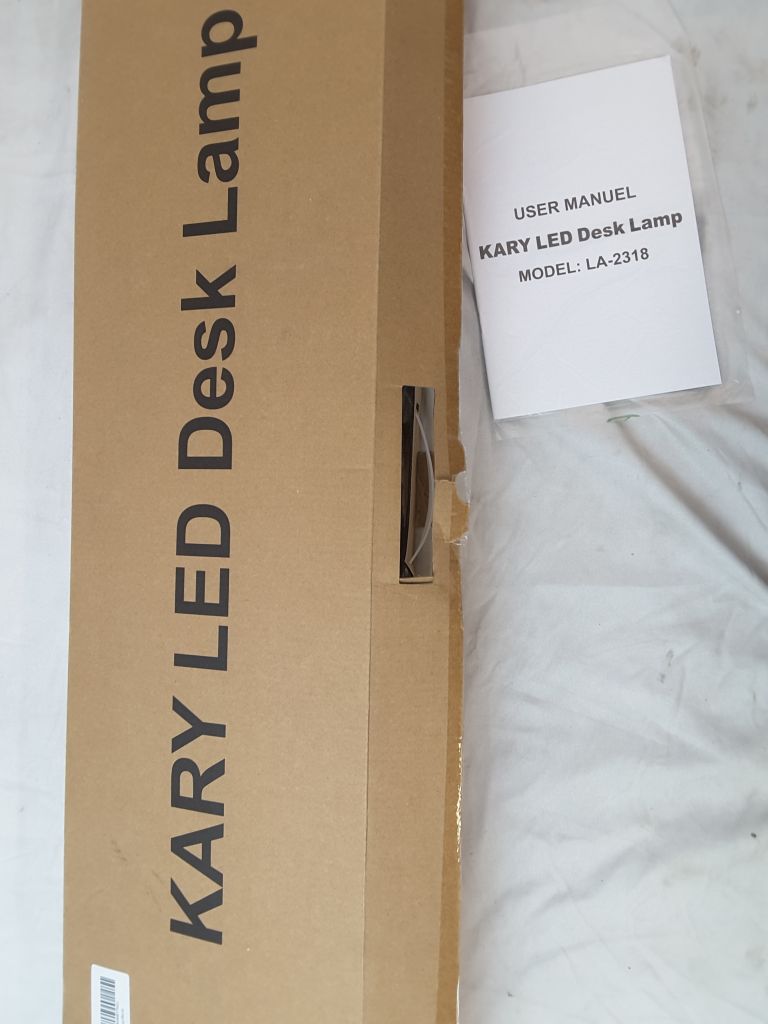 KARY LED Desk Lamp
USER MANUEL
KARY LED Desk Lamp
MODEL: LA-2318